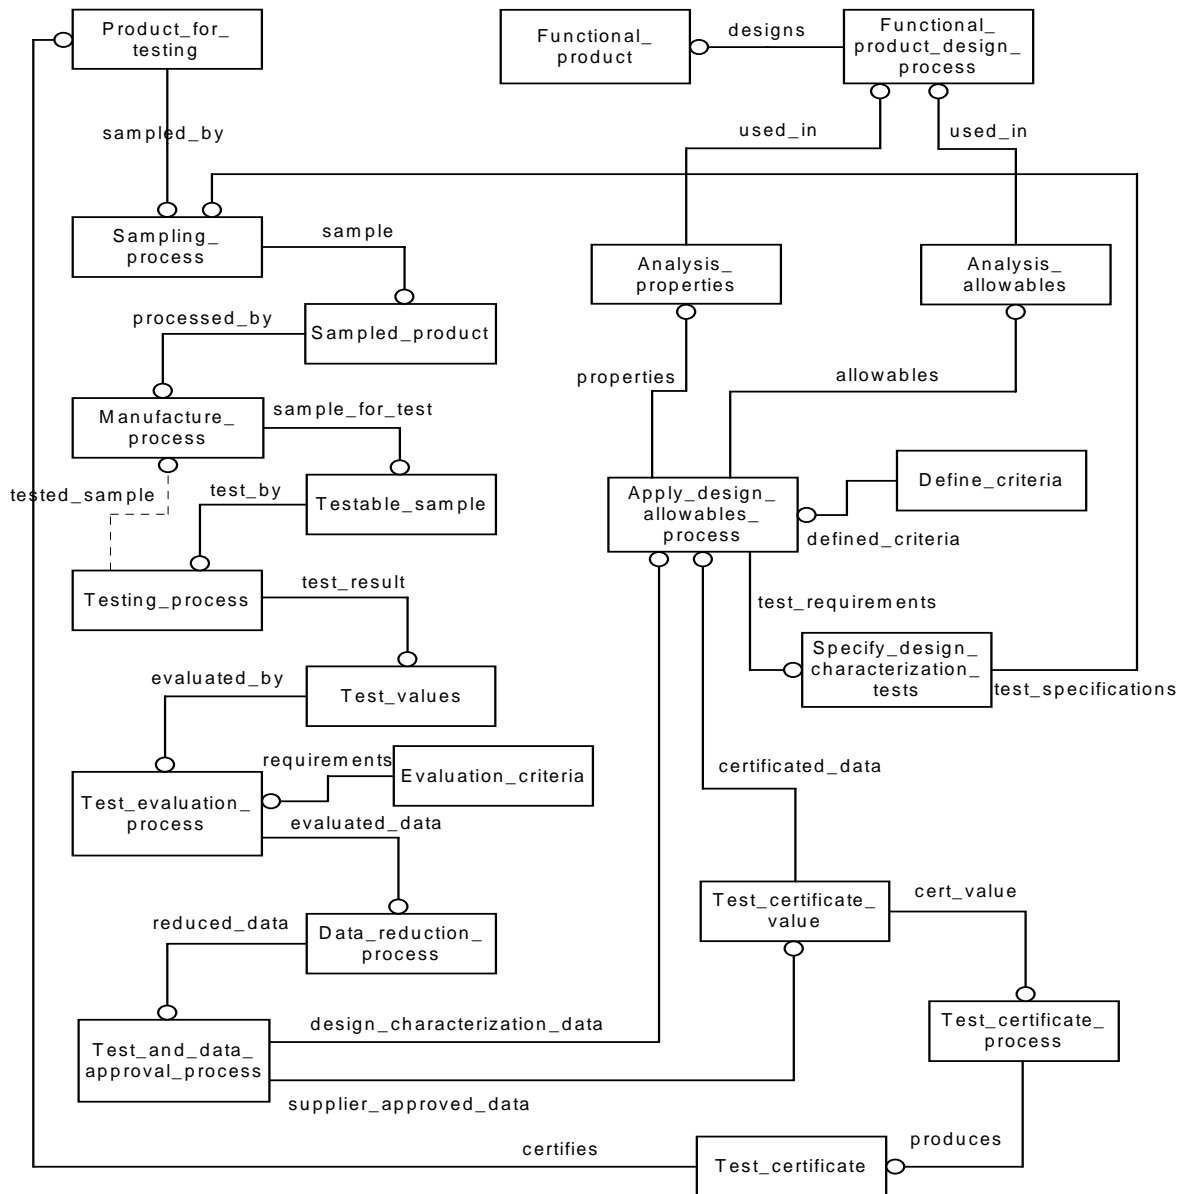 Product_for_
testing
Functional_
product
designs
Functional_
product_design_
process
sampled_by
used_in
used_in
Sampling_
process
sample
Analysis_
properties
Analysis_
allowables
processed_by
Sampled_product
properties
allowables
Manufacture_
process
sample_for_test
tested_sample
test_by
Testable_sample
Apply_design_
allowables_
process
Define_criteria
defined_criteria
Testing_process
test_result
test_requirements
Specify_design_
characterization_
tests
test_specifications
evaluated_by
Test_values
requirements
Evaluation_criteria
Test_evaluation_
process
evaluated_data
certificated_data
reduced_data
Data_reduction_
process
Test_certificate_
value
cert_value
Test_and_data_
approval_process
design_characterization_data
supplier_approved_data
Test_certificate_
process
certifies
Test_certificate
produces